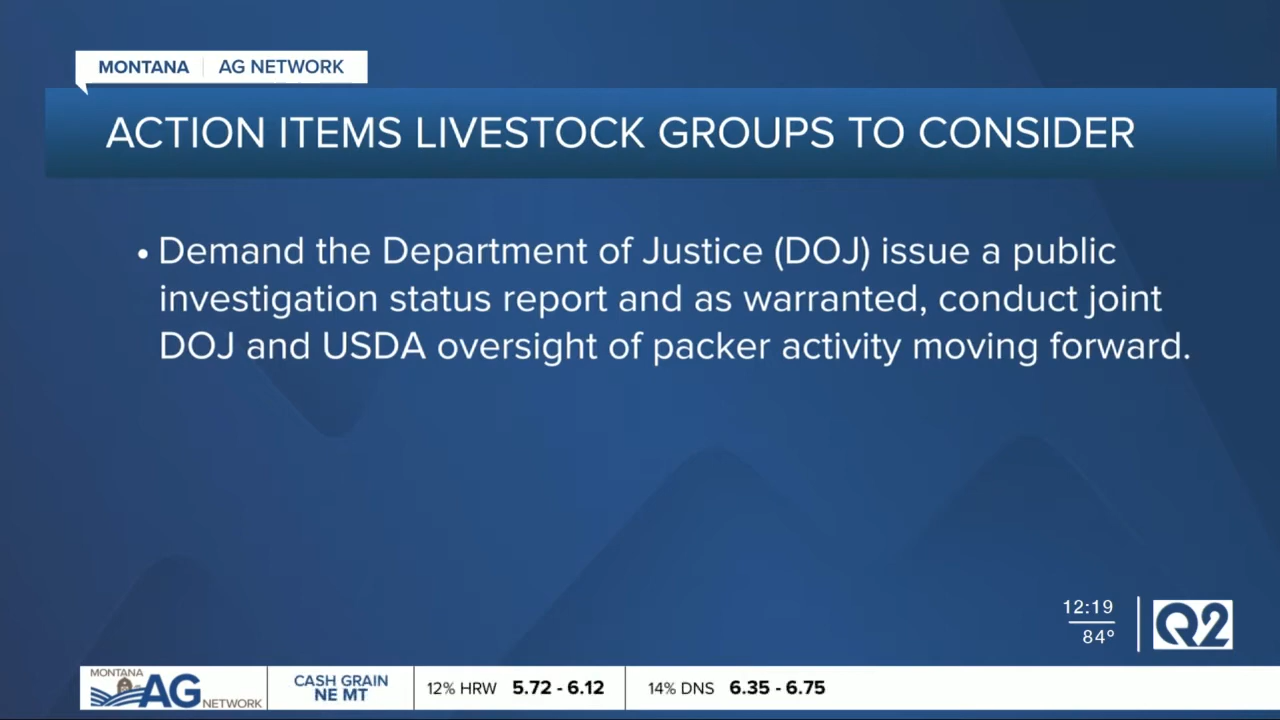 MONTANA | AG NETWORK
ACTION ITEMS LIVESTOCK GROUPS TO CONSIDER
• Demand the Department of Justice (DOJ) issue a public
investigation status report and as warranted, conduct joint
DOJ and USDA oversight of packer activity moving forward.
12:19
84°
Q2
MONTANA
AG NETWORK
CASH GRAIN
NE MT
12% HRW 5.72 - 6.12
14% DNS 6.35 - 6.75